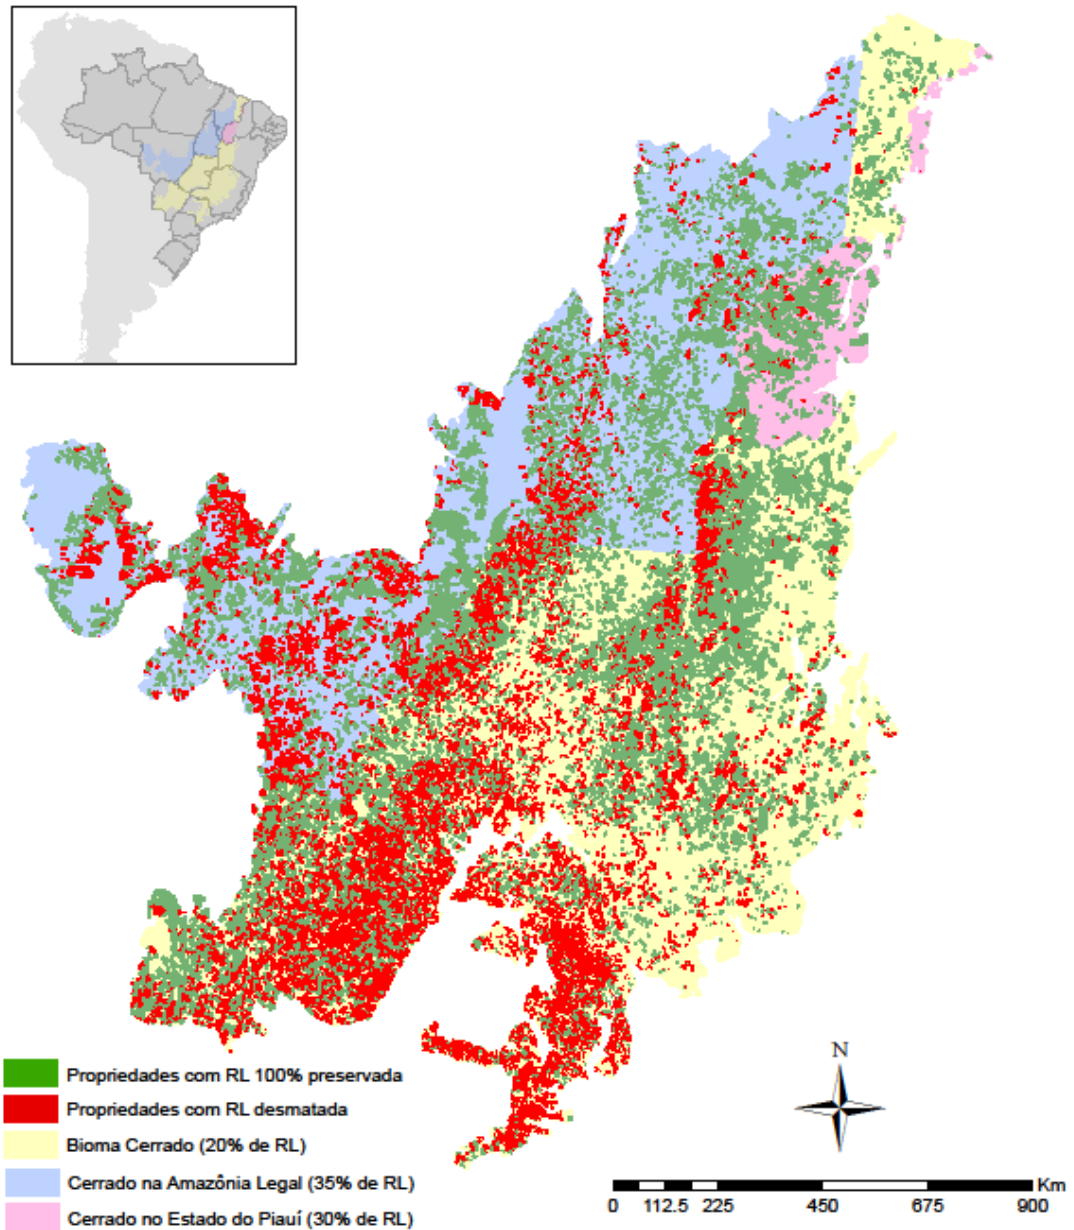 Propriedades com RL 100% preservada
Propriedades com RL desmatada
Bioma Cerrado (20% de RL)
Cerrado na Amazônia Legal (35% de RL)
Cerrado no Estado do Piauí (30% de RL)
N
Km
0 112.5 225 450 675 900